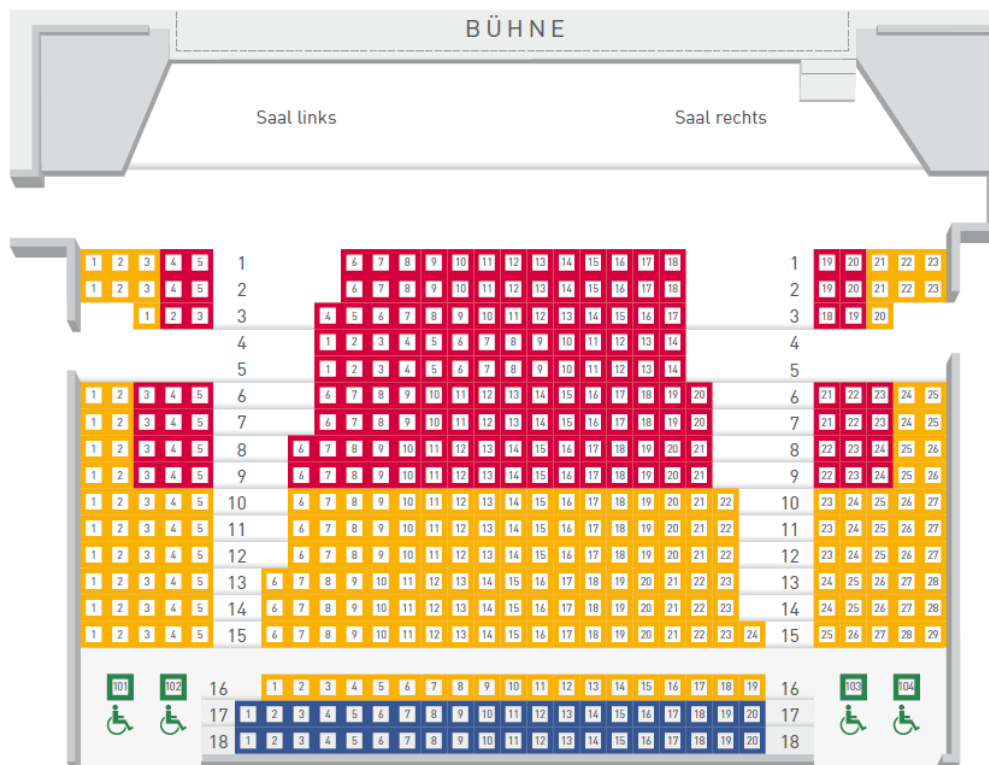 BÜHNE
Saal links Saal rechts
1 2 3 4 5 1 6 7 8 9 10 11 12 13 14 15 16 17 18 1 19 20 21 22 23
1 2 3 4 5 2 6 7 8 9 10 11 12 13 14 15 16 17 18 2 19 20 21 22 23
1 2 3 3 4 5 6 7 8 9 10 11 12 13 14 15 16 17 3 18 19 20
4 1 2 3 4 5 6 7 8 9 10 11 12 13 14 4
5 1 2 3 4 5 6 7 8 9 10 11 12 13 14 5
1 2 3 4 5 6 6 7 8 9 10 11 12 13 14 15 16 17 18 19 20 6 21 22 23 24 25
1 2 3 4 5 7 6 7 8 9 10 11 12 13 14 15 16 17 18 19 20 7 21 22 23 24 25
1 2 3 4 5 8 6 7 8 9 10 11 12 13 14 15 16 17 18 19 20 21 8 22 23 24 25 26
1 2 3 4 5 9 6 7 8 9 10 11 12 13 14 15 16 17 18 19 20 21 9 22 23 24 25 26
1 2 3 4 5 10 6 7 8 9 10 11 12 13 14 15 16 17 18 19 20 21 22 10 23 24 25 26 27
1 2 3 4 5 11 6 7 8 9 10 11 12 13 14 15 16 17 18 19 20 21 22 11 23 24 25 26 27
1 2 3 4 5 12 6 7 8 9 10 11 12 13 14 15 16 17 18 19 20 21 22 12 23 24 25 26 27
1 2 3 4 5 13 6 7 8 9 10 11 12 13 14 15 16 17 18 19 20 21 22 23 13 24 25 26 27 28
1 2 3 4 5 14 6 7 8 9 10 11 12 13 14 15 16 17 18 19 20 21 22 23 14 24 25 26 27 28
1 2 3 4 5 15 6 7 8 9 10 11 12 13 14 15 16 17 18 19 20 21 22 23 24 15 25 26 27 28 29
101 102 16 1 2 3 4 5 6 7 8 9 10 11 12 13 14 15 16 17 18 19 16 103 104
17 1 2 3 4 5 6 7 8 9 10 11 12 13 14 15 16 17 18 19 20 17
18 1 2 3 4 5 6 7 8 9 10 11 12 13 14 15 16 17 18 19 20 18